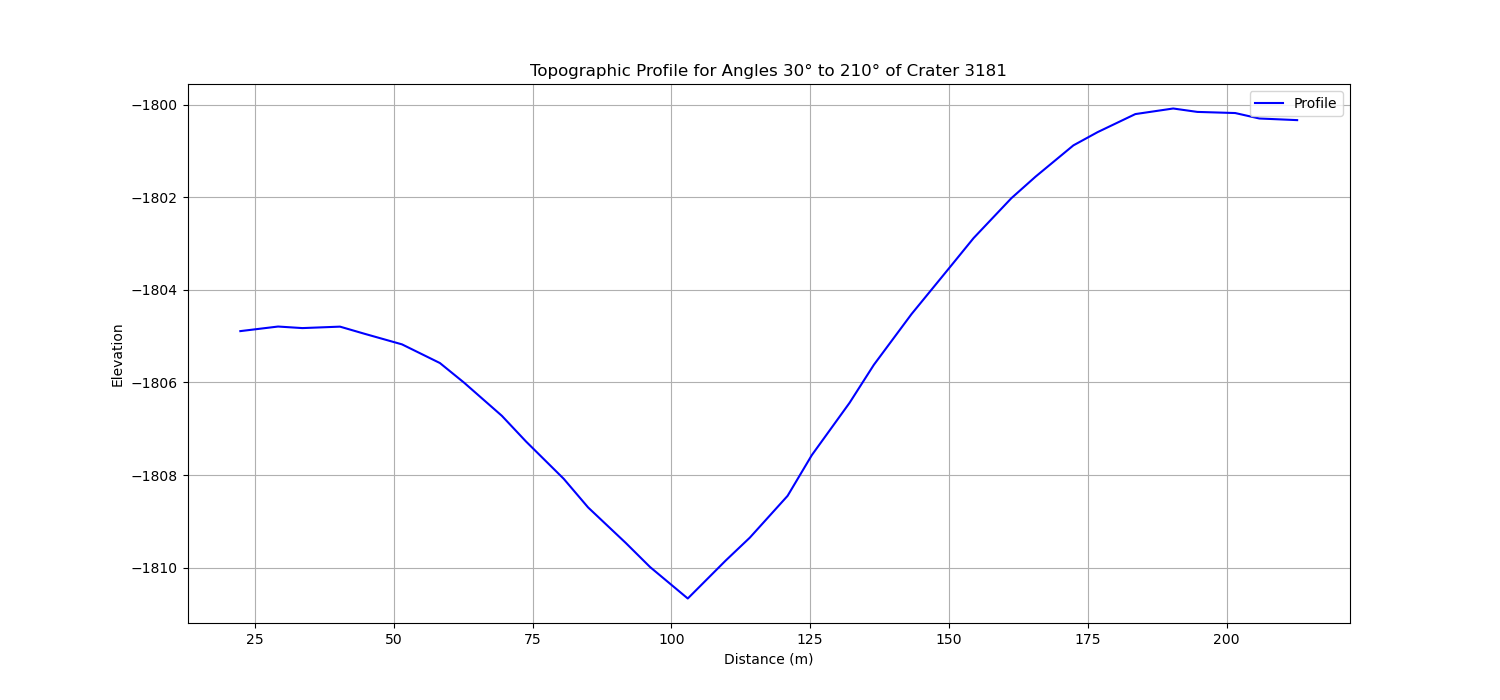 Topographic Profile for Angles 30° to 210° of Crater 3181
Profile
Elevation
−1800
−1802
−1804
−1806
−1808
−1810
25 50 75 100 125 150 175 200
Distance (m)